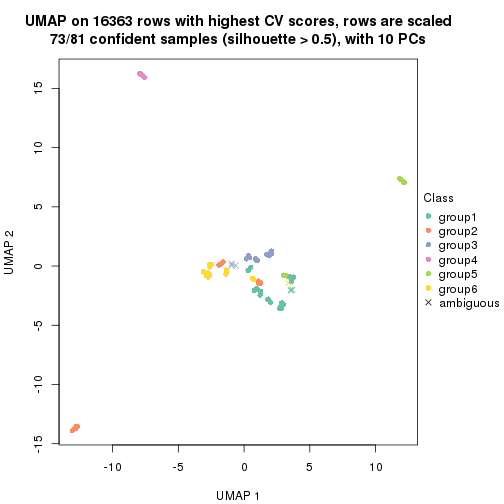 UMAP on 16363 rows with highest CV scores, rows are scaled
73/81 confident samples (silhouette > 0.5), with 10 PCs
15
10
5
0
-5
-10
-15
UMAP 2
-10
-5
0
5
10
UMAP 1
Class
group1
group2
group3
group4
group5
group6
ambiguous